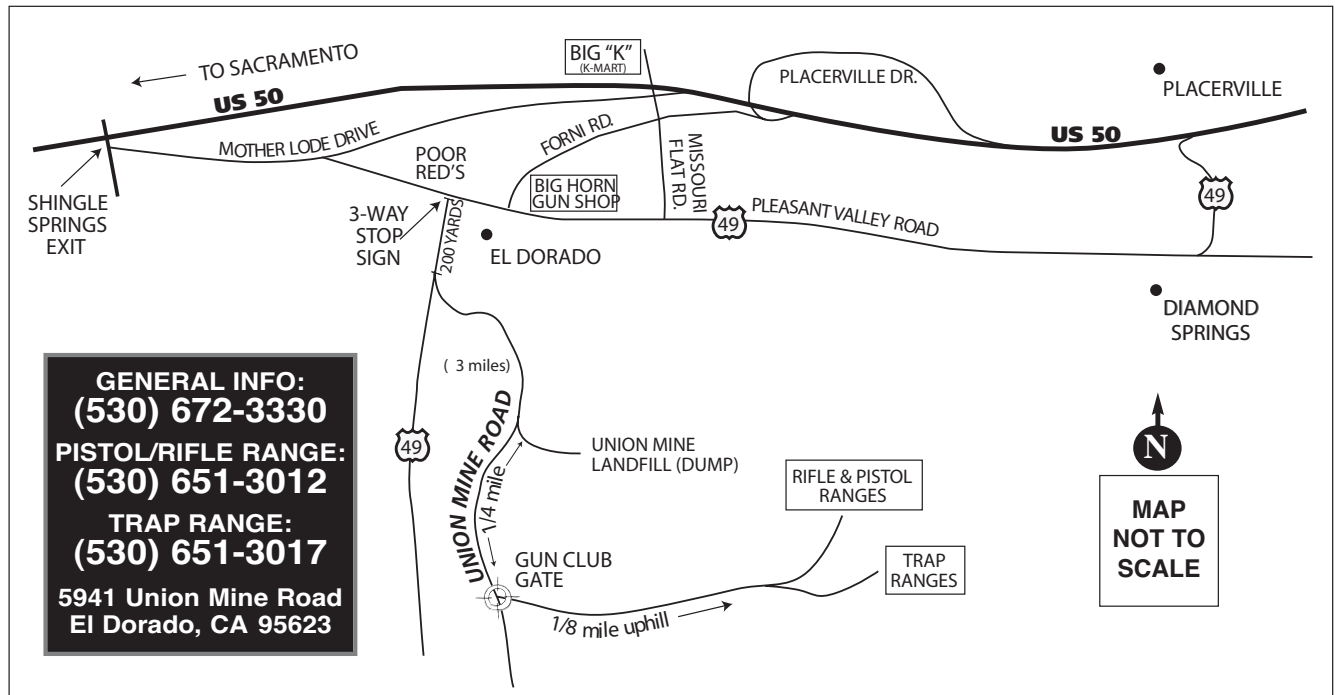 TO SACRAMENTO
US 50
BIG "K"
(K-MART)
PLACERVILLE DR.
PLACERVILLE
US 50
MOTHER LODE DRIVE
POOR
RED'S
FORNI RD.
MISSOURI
FLAT RD.
SHINGLE
SPRINGS
EXIT
3-WAY
STOP
SIGN
BIG HORN
GUN SHOP
49
PLEASANT VALLEY ROAD
49
200 YARDS
EL DORADO
DIAMOND
SPRINGS
GENERAL INFO:
(530) 672-3330
PISTOL/RIFLE RANGE:
(530) 651-3012
TRAP RANGE:
(530) 651-3017
5941 Union Mine Road
El Dorado, CA 95623
49
( 3 miles)
UNION MINE ROAD
1/4 mile
UNION MINE
LANDFILL (DUMP)
GUN CLUB
GATE
1/8 mile uphill
RIFLE & PISTOL
RANGES
TRAP
RANGES
N
MAP
NOT TO
SCALE